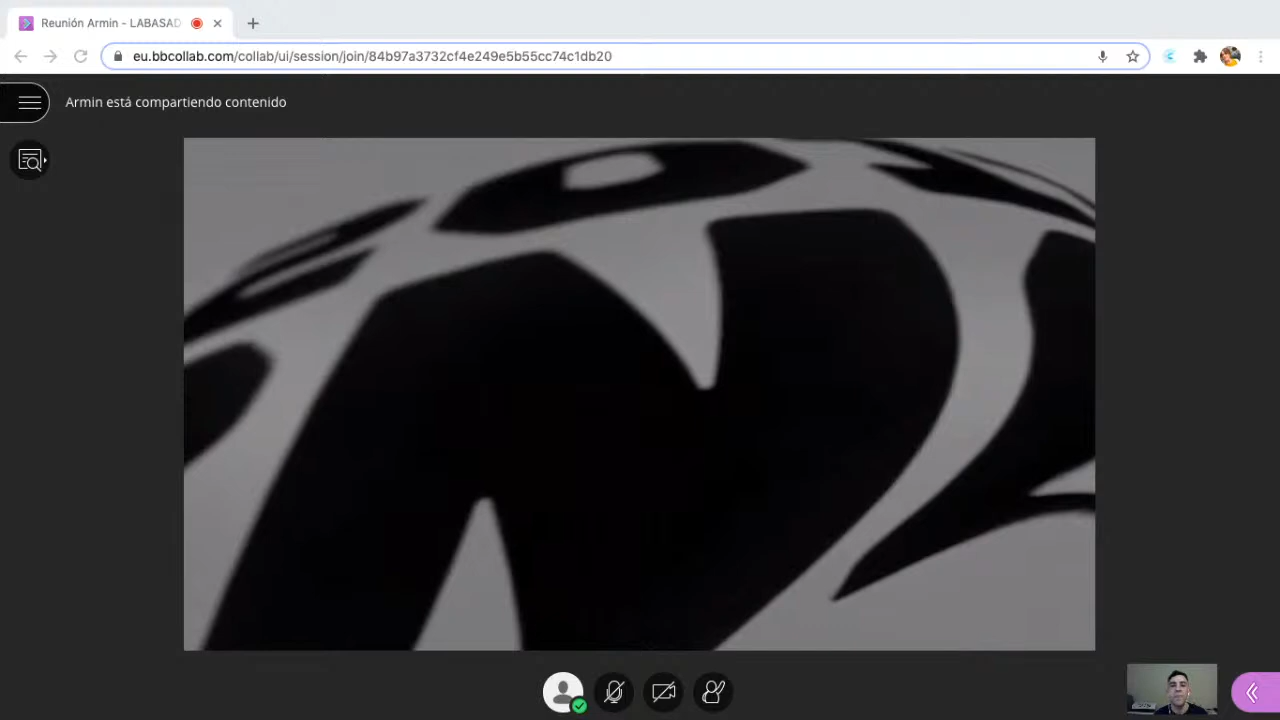 Reunión Armin - LABASAD
eu.bbcollab.com/collab/ui/session/join/84b97a3732cf4e249e5b55cc74c1db20
Armin está compartiendo contenido